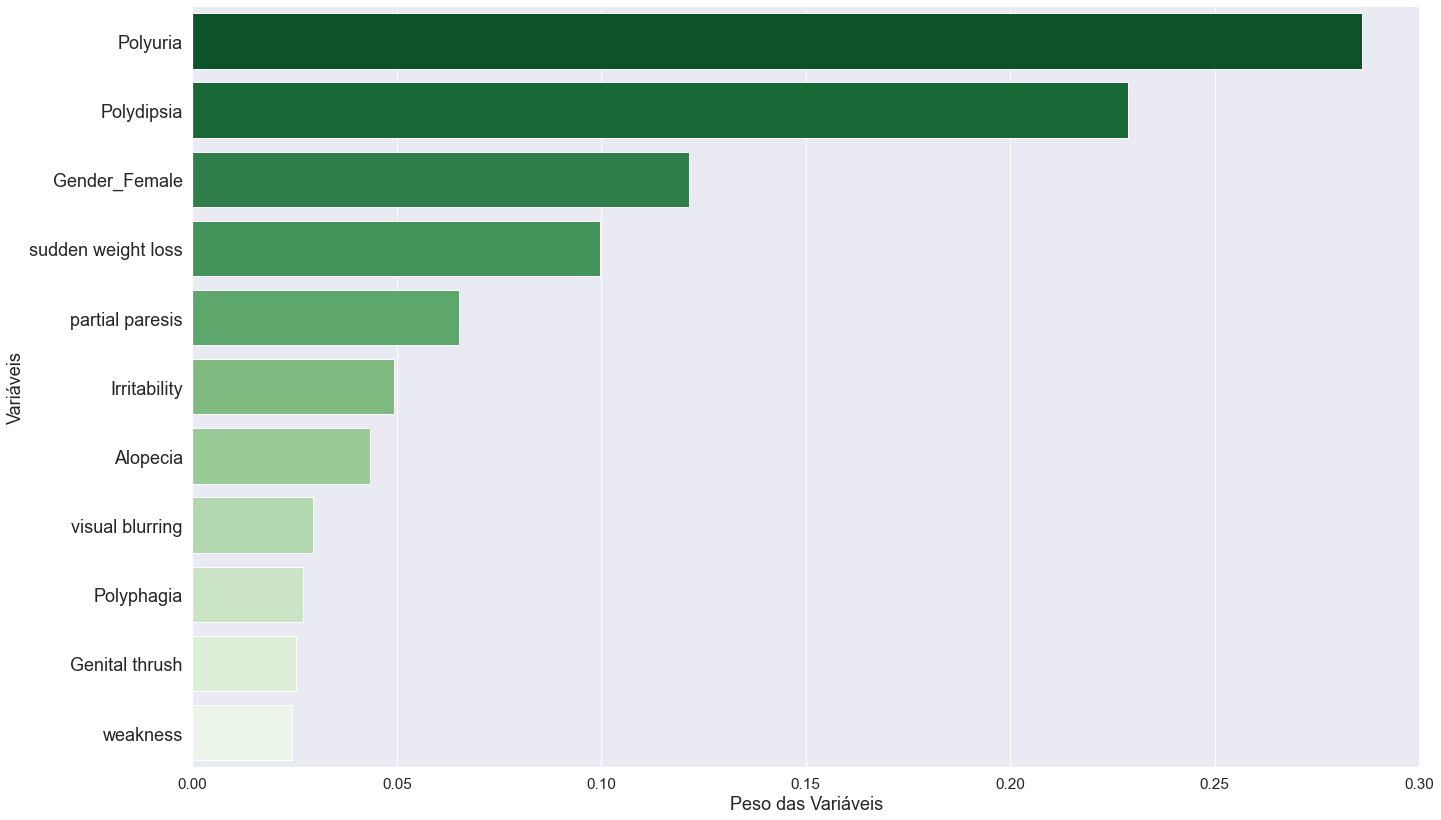 Polyuria
Polydipsia
Gender_Female
sudden weight loss
partial paresis
Irritability
Alopecia
visual blurring
Polyphagia
Genital thrush
weakness
Variáveis
0.00 0.05 0.10 0.15 0.20 0.25 0.30
Peso das Variáveis